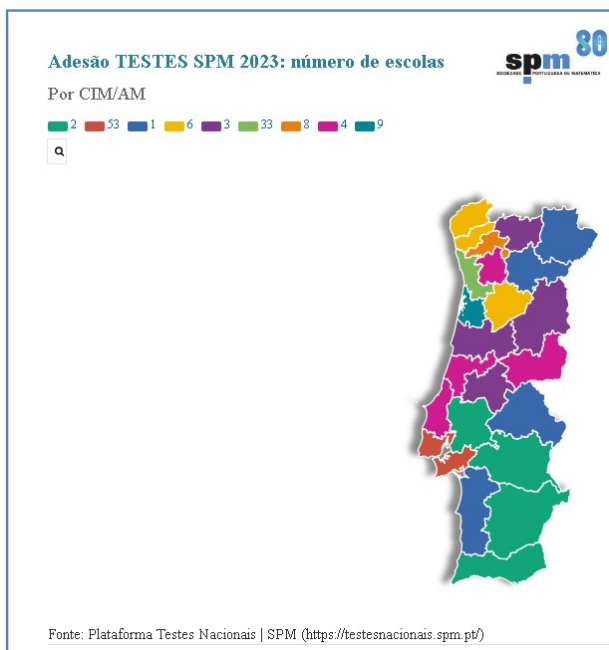 Adesão TESTES SPM 2023: número de escolas
spm 80
SOCIEDADE PORTUGUESA DE MATEMÁTICA
Por CIM/AM
2 53 1 6 3 33 8 4 9
Fonte: Plataforma Testes Nacionais | SPM (https://testesnacionais.spm.pt/)